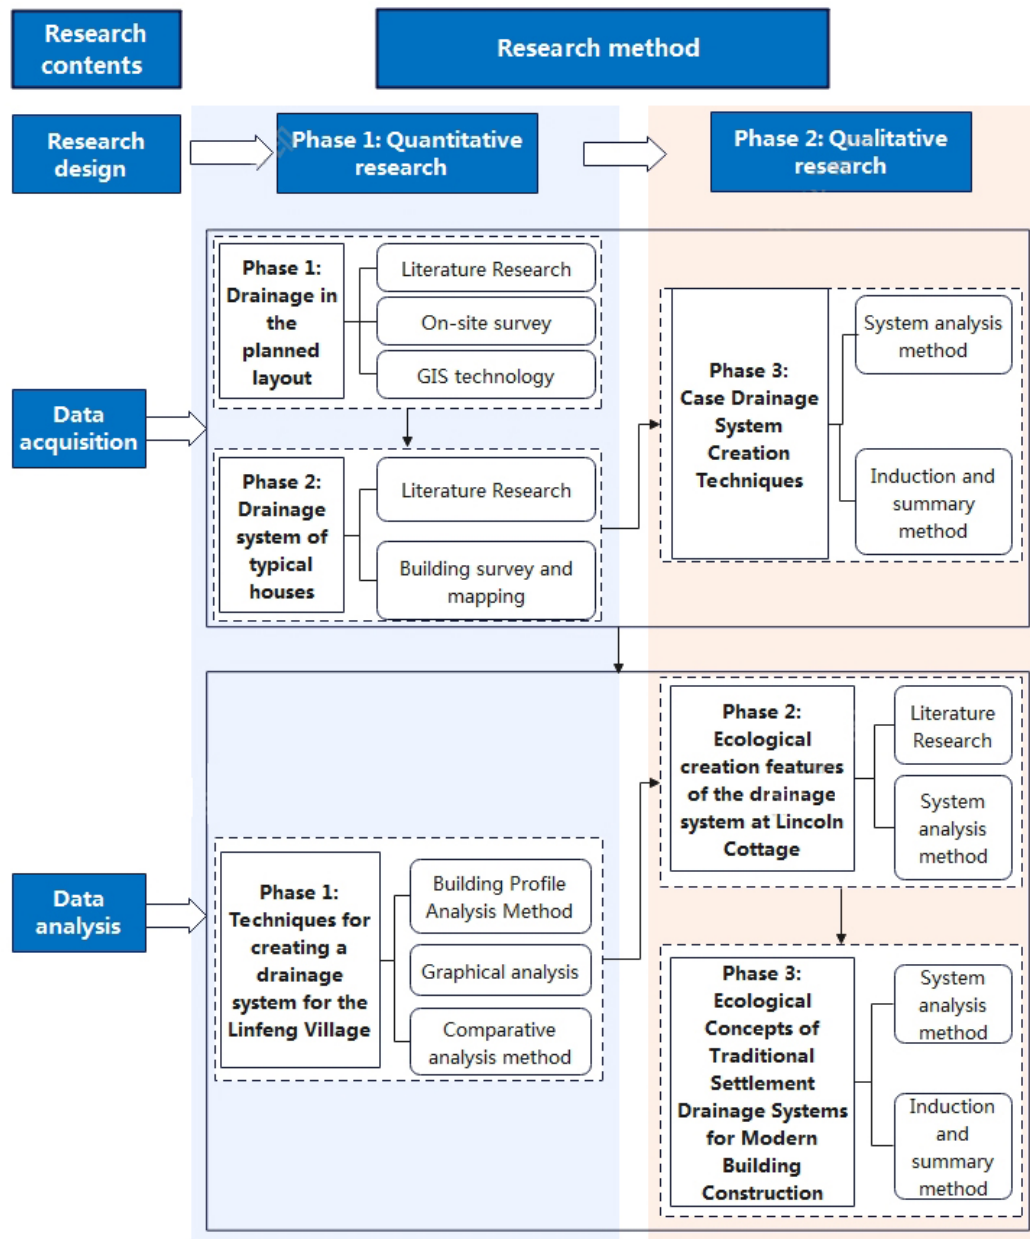 Research
contents
Research method
Research
design
Phase 1: Quantitative
research
Phase 2: Qualitative
research
Data
acquisition
Phase 1:
Drainage in
the
planned
layout
Literature Research
On-site survey
GIS technology
Phase 2:
Drainage
system of
typical
houses
Literature Research
Building survey and
mapping
Phase 3:
Case Drainage
System
Creation
Techniques
System analysis
method
Induction and
summary
method
Data
analysis
Phase 1:
Techniques for
creating a
drainage
system for the
Linfeng Village
Building Profile
Analysis Method
Graphical analysis
Comparative
analysis method
Phase 2:
Ecological
creation features
of the drainage
system at Lincoln
Cottage
Literature
Research
System
analysis
method
Phase 3:
Ecological
Concepts of
Traditional
Settlement
Drainage Systems
for Modern
Building
Construction
System
analysis
method
Induction
and
summary
method